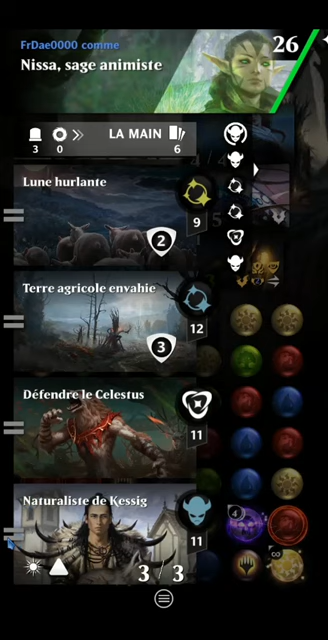 FrDae0000 comme
26
Nissa, sage animiste
3
0
LA MAIN
6
Lune hurlante
9
2
Terre agricole envahie
12
3
Défendre le Celestus
11
Naturaliste de Kessig
11
3 / 3
4
∞